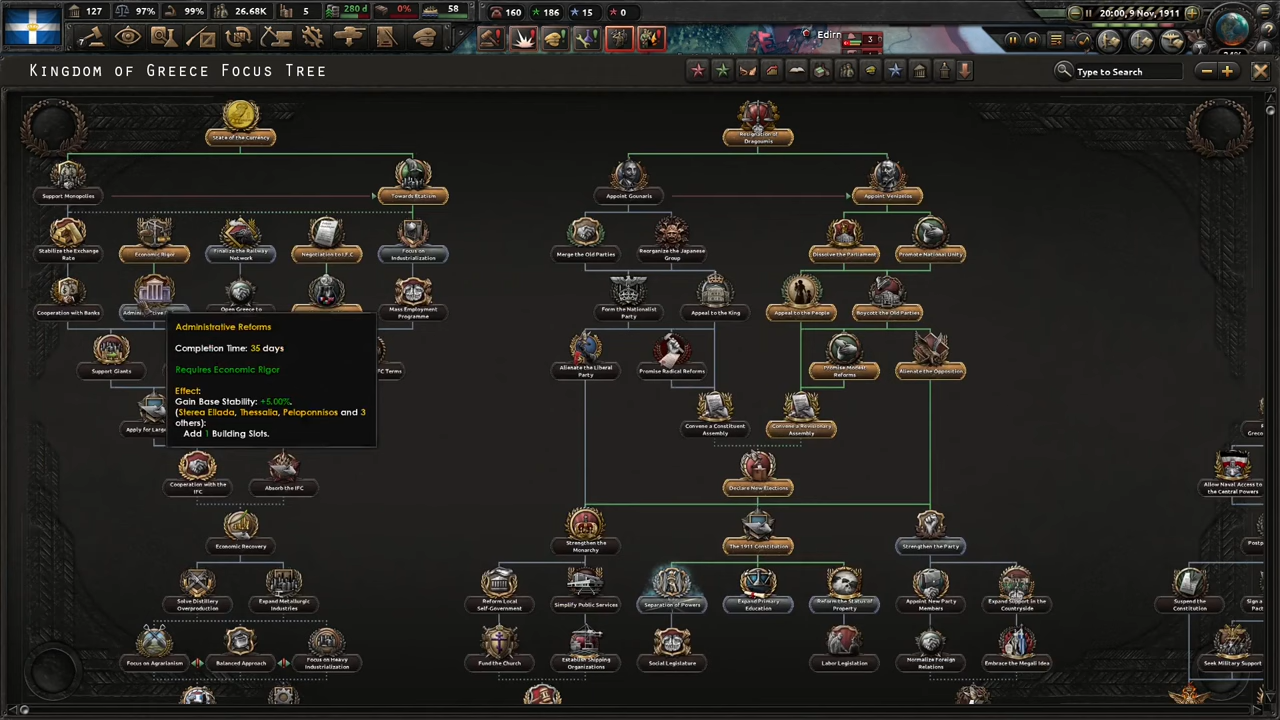 127 97% 99% 26.68K 5 280 d 0% 58 160 186 15 0 20:00, 9 Nov, 1911
Edirn 3
Kingdom of Greece Focus Tree Type to Search
State of the Currency Resignation of Dragoumis
Support Monopolies Towards Etatism Appoint Gounaris Appoint Venizelos
Stabilize the Exchange Rate Economic Rigor Finalize the Railway Network Negotiation to I.F.C. Focus on Industrialization Merge the Old Parties Reorganize the Japanese Group Dissolve the Parliament Promote National Unity
Cooperation with Banks Open Greece to Mass Employment Programme Form the Nationalist Party Appeal to the King Appeal to the People Boycott the Old Parties
Administrative Reforms
Completion Time: 35 days
Requires Economic Rigor
Effect:
Gain Base Stability: +5.00%.
(Sterea Ellada, Thessalia, Peloponnisos and 3
others):
Add 1 Building Slots.
Support Giants FC Terms Alienate the Liberal Party Promise Radical Reforms Promise Modest Reforms Alienate the Opposition
Apply for Large Convene a Constituent Assembly Convene a Revisionary Assembly
Cooperation with the IFC Absorb the IFC Declare New Elections Allow Naval Access to the Central Powers
Economic Recovery Strengthen the Monarchy The 1911 Constitution Strengthen the Party
Solve Distillery Overproduction Expand Metallurgic Industries Reform Local Self-Government Simplify Public Services Separation of Powers Expand Primary Education Reform the Status of Property Appoint New Party Members Expand Support in the Countryside Suspend the Constitution
Focus on Agrarianism Balanced Approach Focus on Heavy Industrialization Fund the Church Establish Shipping Organizations Social Legislature Labor Legislation Normalize Foreign Relations Embrace the Megali Idea Seek Military Support